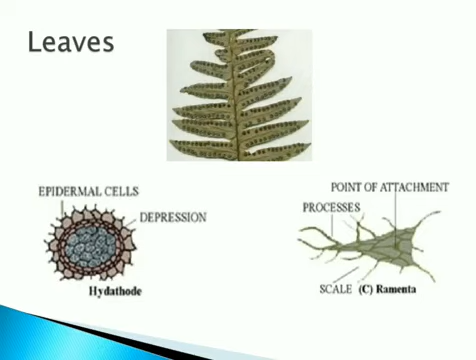 Leaves
EPIDERMAL CELLS
DEPRESSION
Hydathode
POINT OF ATTACHMENT
PROCESSES
SCALE (C) Ramenta